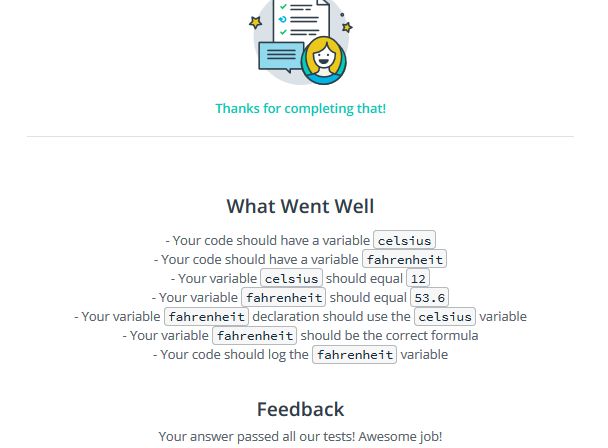 Thanks for completing that!
What Went Well
- Your code should have a variable celsius
- Your code should have a variable fahrenheit
- Your variable celsius should equal 12
- Your variable fahrenheit should equal 53.6
- Your variable fahrenheit declaration should use the celsius variable
- Your variable fahrenheit should be the correct formula
- Your code should log the fahrenheit variable
Feedback
Your answer passed all our tests! Awesome job!